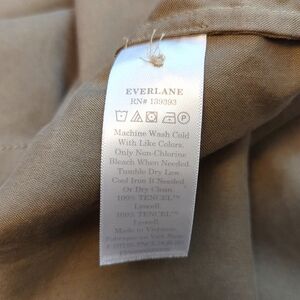 EVERLANE
RN# 139393
Machine Wash Cold
With Like Colors.
Only Non-Chlorine
Bleach When Needed.
Tumble Dry Low
Cool Iron If Needed.
Or Dry Clean.
100% TENCEL™
Lyocell.
100% TENCEL™
Lyocell.
Made in Vietnam.